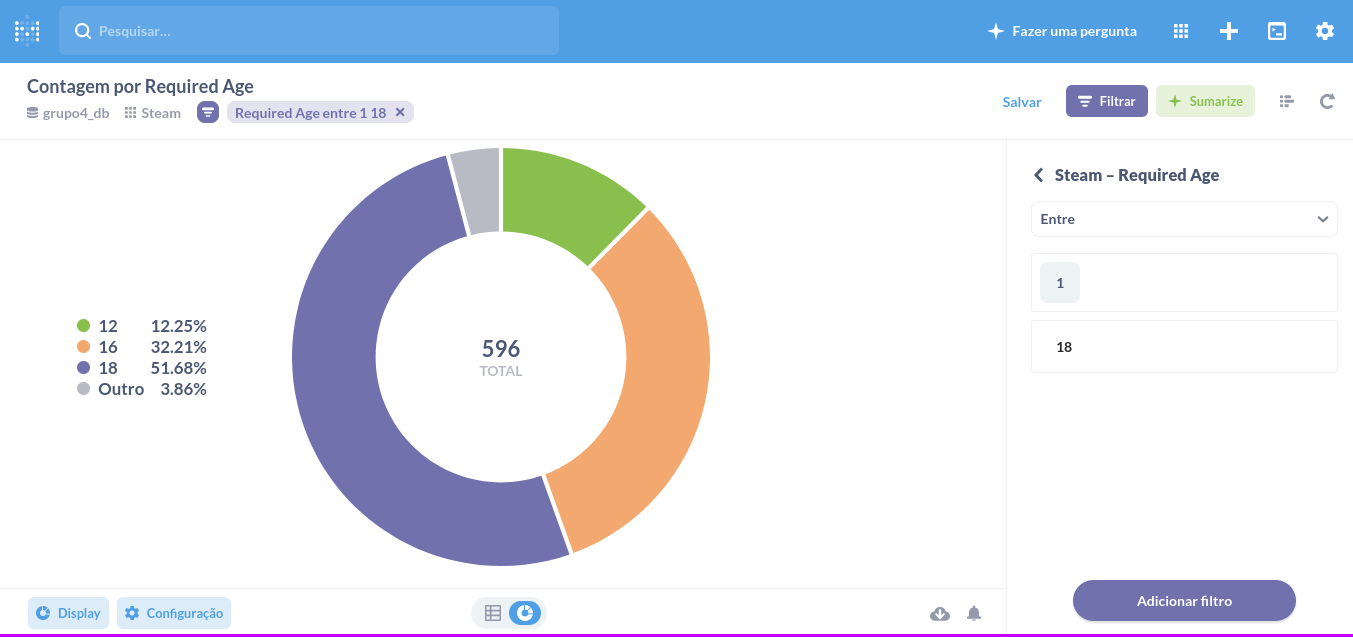 Pesquisar...
Fazer uma pergunta
Contagem por Required Age
grupo4_db Steam Required Age entre 1 18
Salvar Filtrar Sumarize
12 12.25%
16 32.21%
18 51.68%
Outro 3.86%
596
TOTAL
Steam – Required Age
Entre
1
18
Adicionar filtro
Display Configuração